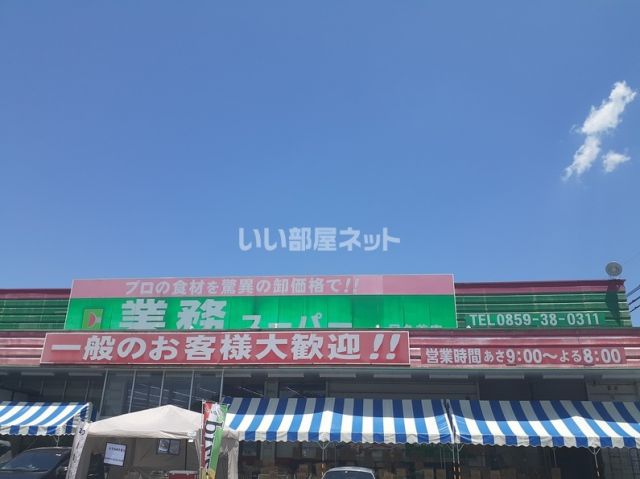 いい部屋ネット
プロの食材を驚異の卸価格で!!
業務スーパー
TEL0859-38-0311
一般のお客様大歓迎!!
営業時間あさ9:00〜よる8:00